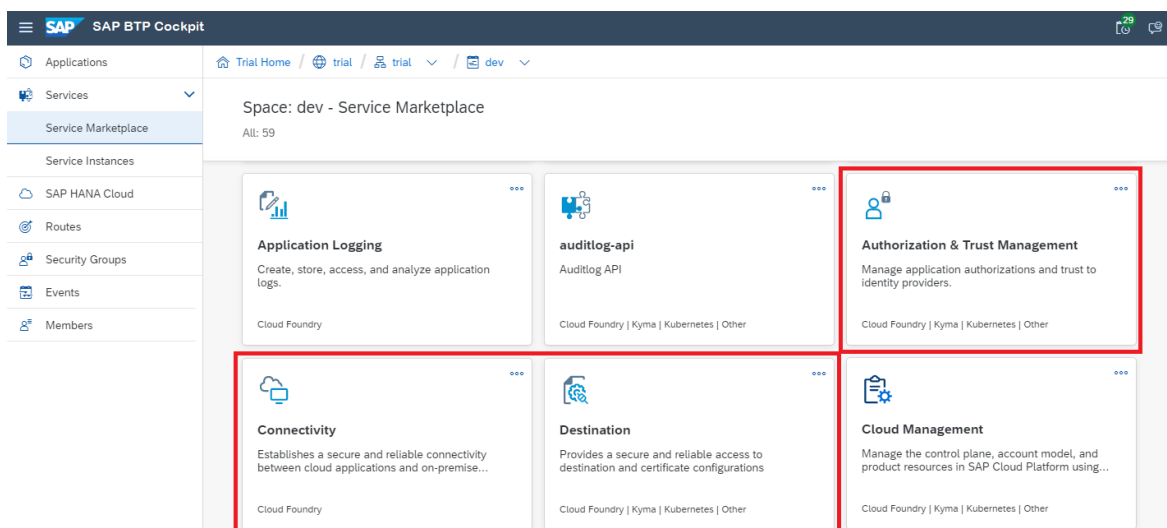 SAP SAP BTP Cockpit
29
Applications
Services
Service Marketplace
Service Instances
SAP HANA Cloud
Routes
Security Groups
Events
Members
Trial Home / trial / trial / dev
Space: dev - Service Marketplace
All: 59
Application Logging
Create, store, access, and analyze application
logs.
Cloud Foundry
auditlog-api
Auditlog API
Cloud Foundry | Kyma | Kubernetes | Other
Authorization & Trust Management
Manage application authorizations and trust to
identity providers.
Cloud Foundry | Kyma | Kubernetes | Other
Connectivity
Establishes a secure and reliable connectivity
between cloud applications and on-premise...
Cloud Foundry
Destination
Provides a secure and reliable access to
destination and certificate configurations
Cloud Foundry | Kyma | Kubernetes | Other
Cloud Management
Manage the control plane, account model, and
product resources in SAP Cloud Platform using...
Cloud Foundry | Kyma | Kubernetes | Other